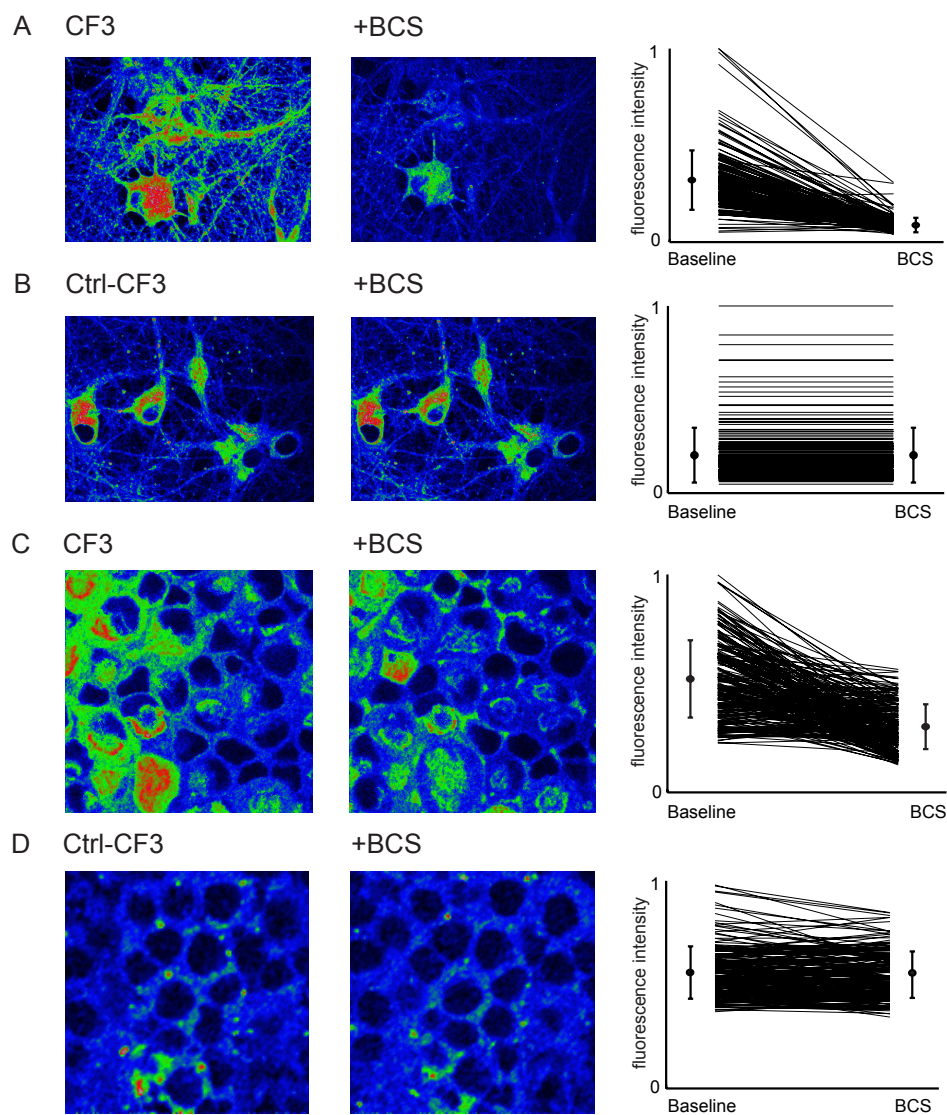 A CF3 +BCS
1
fluorescence intensity
0
Baseline BCS
B Ctrl-CF3 +BCS
1
fluorescence intensity
0
Baseline BCS
C CF3 +BCS
1
fluorescence intensity
0
Baseline BCS
D Ctrl-CF3 +BCS
1
fluorescence intensity
0
Baseline BCS